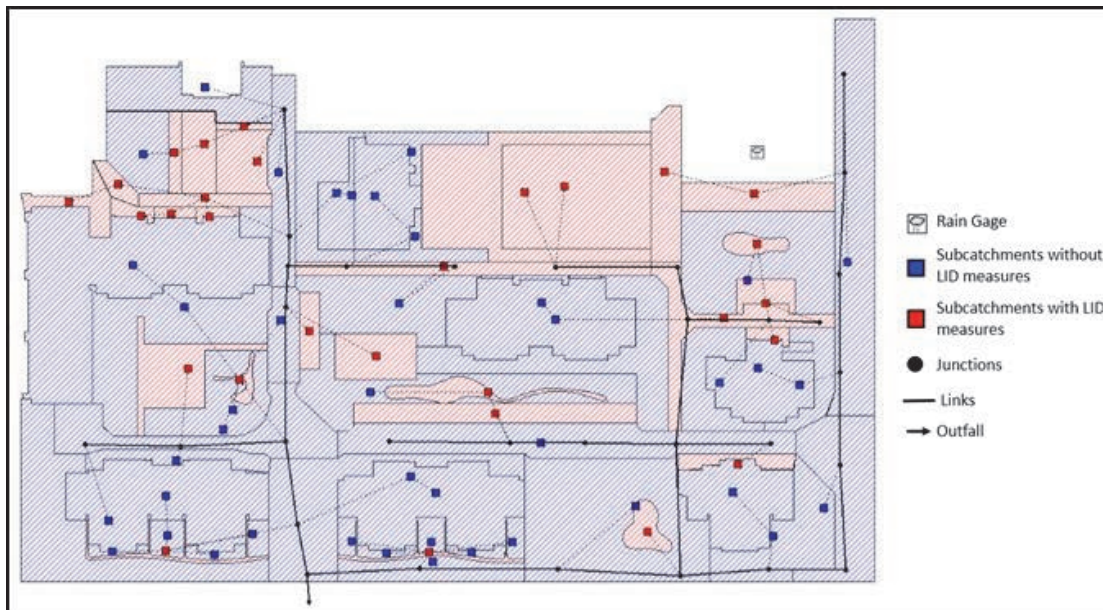 Rain Gage
Subcatchments without
LID measures
Subcatchments with LID
measures
Junctions
Links
Outfall